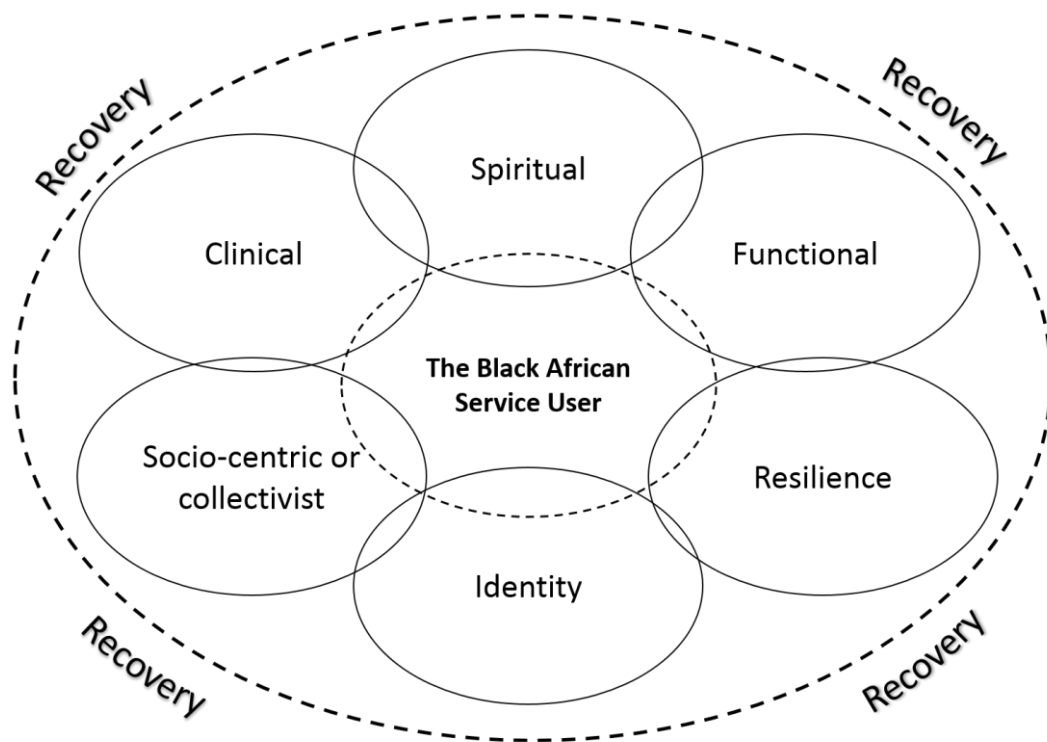 Recovery
Recovery
Spiritual
Clinical
Functional
The Black African
Service User
Socio-centric or
collectivist
Resilience
Identity
Recovery
Recovery